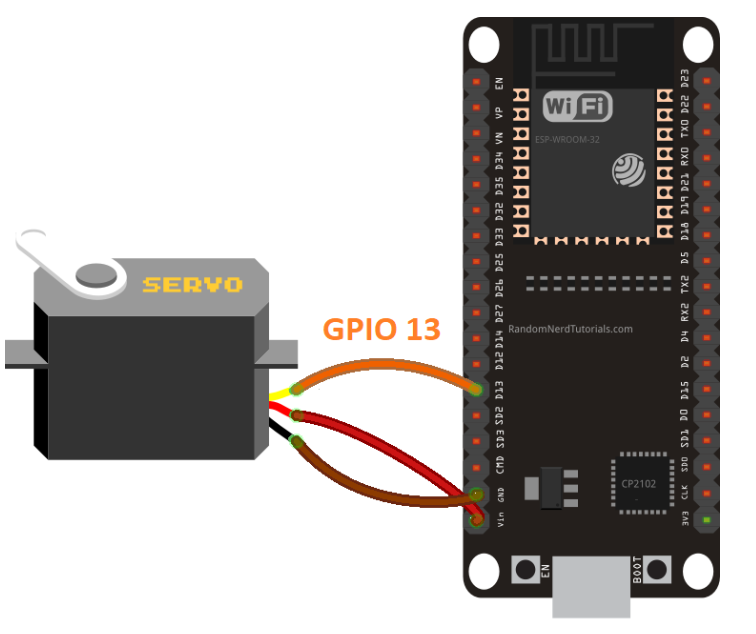 EN
VP
VN
D34
D35
D32
D33
D25
D26
D27
D14
D12
D13
SD2
SD3
CMD
GND
Vin
WiFi
ESP-WROOM-32
D23
D22
TX0
RX0
D21
D19
D18
D5
TX2
RX2
D4
D2
D15
D0
SD1
SD0
CLK
3V3
SERVO
GPIO 13
RandomNerdTutorials.com
CP2102
EN
BOOT